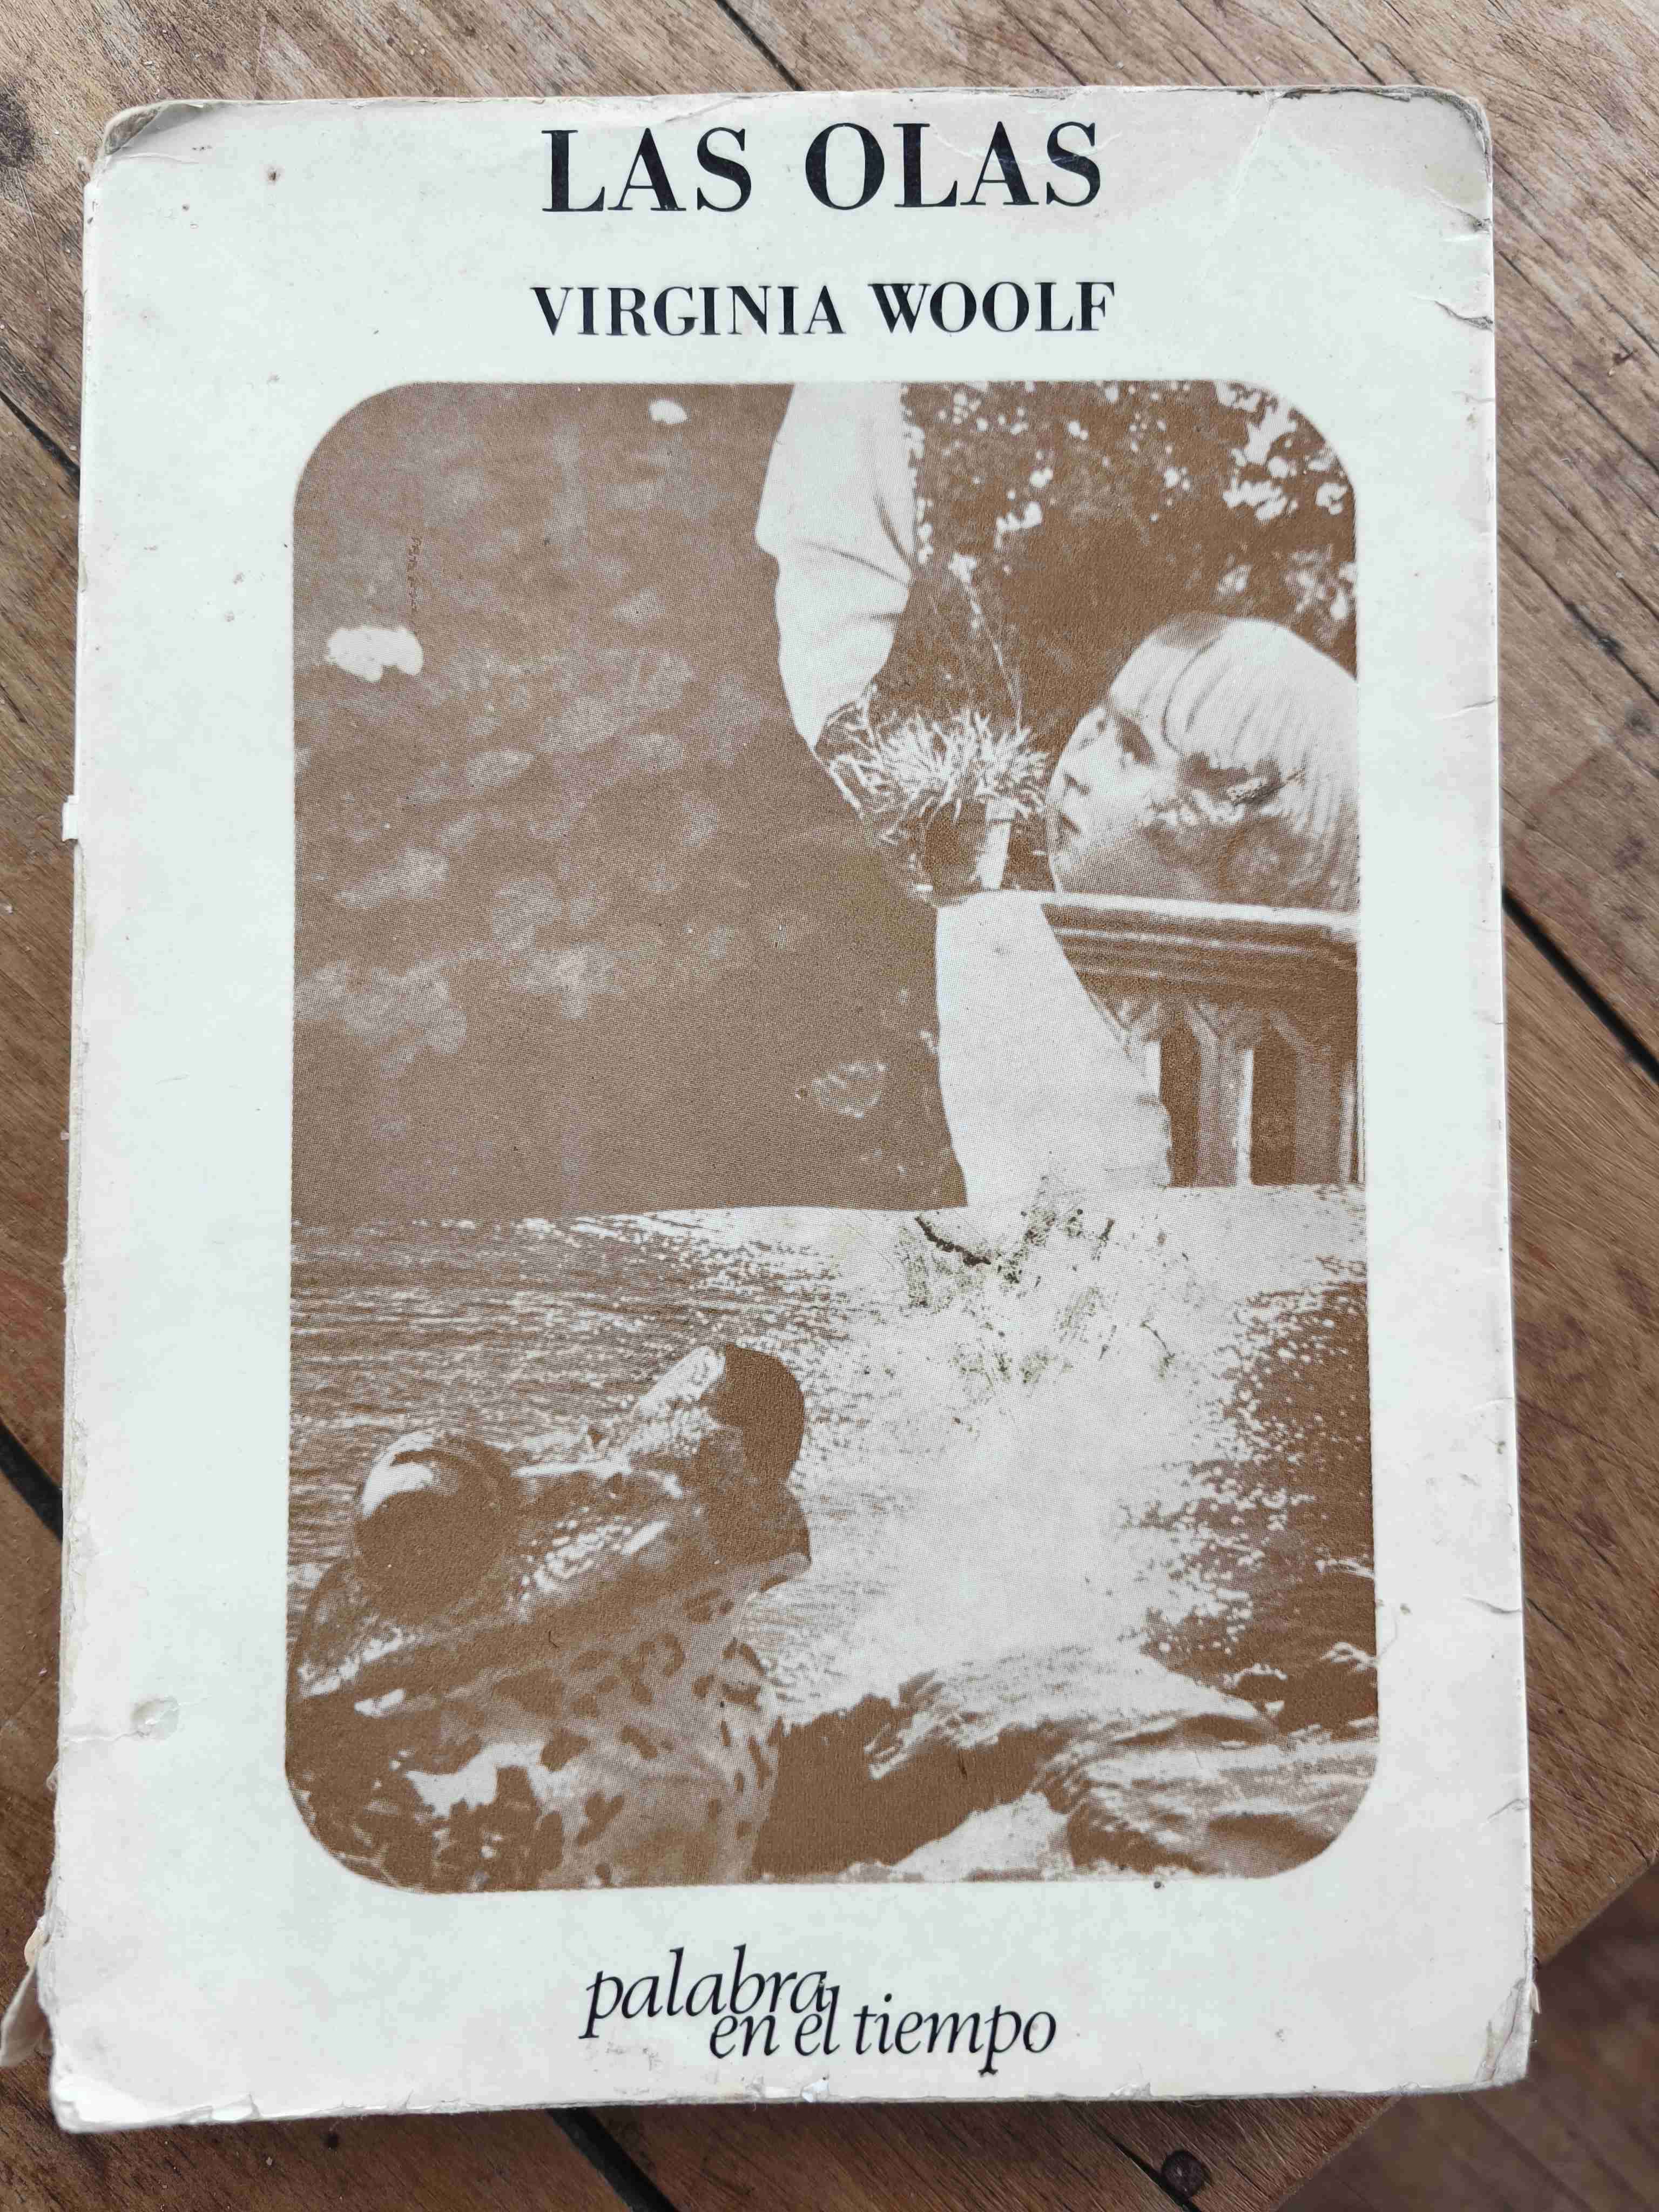 LAS OLAS
VIRGINIA WOOLF
palabra
en el tiempo